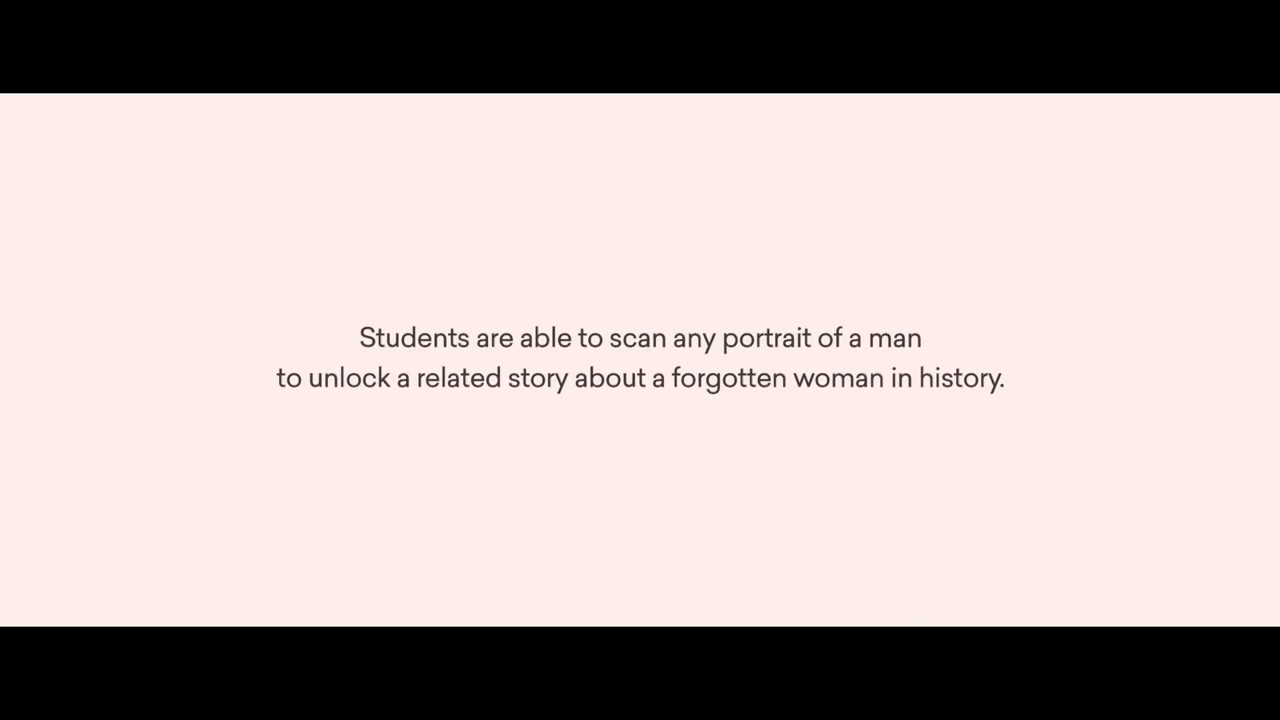 Students are able to scan any portrait of a man
to unlock a related story about a forgotten woman in history.